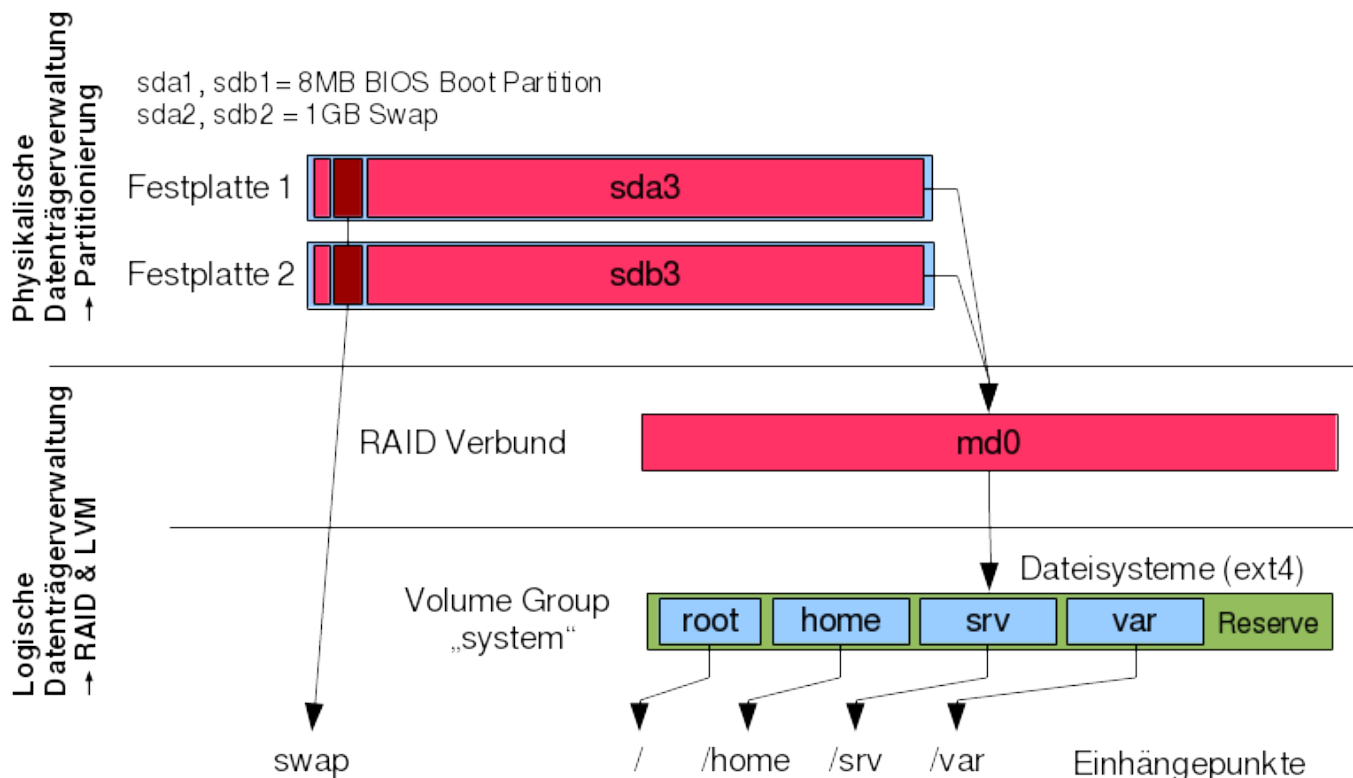 Physikalische
Datenträgerverwaltung
→ Partitionierung
sda1, sdb1 = 8MB BIOS Boot Partition
sda2, sdb2 = 1GB Swap
Festplatte 1
sda3
Festplatte 2
sdb3
Logische
Datenträgerverwaltung
→ RAID & LVM
RAID Verbund
md0
Dateisysteme (ext4)
Volume Group
„system“
root
home
srv
var
Reserve
swap
/
/home
/srv
/var
Einhängepunkte